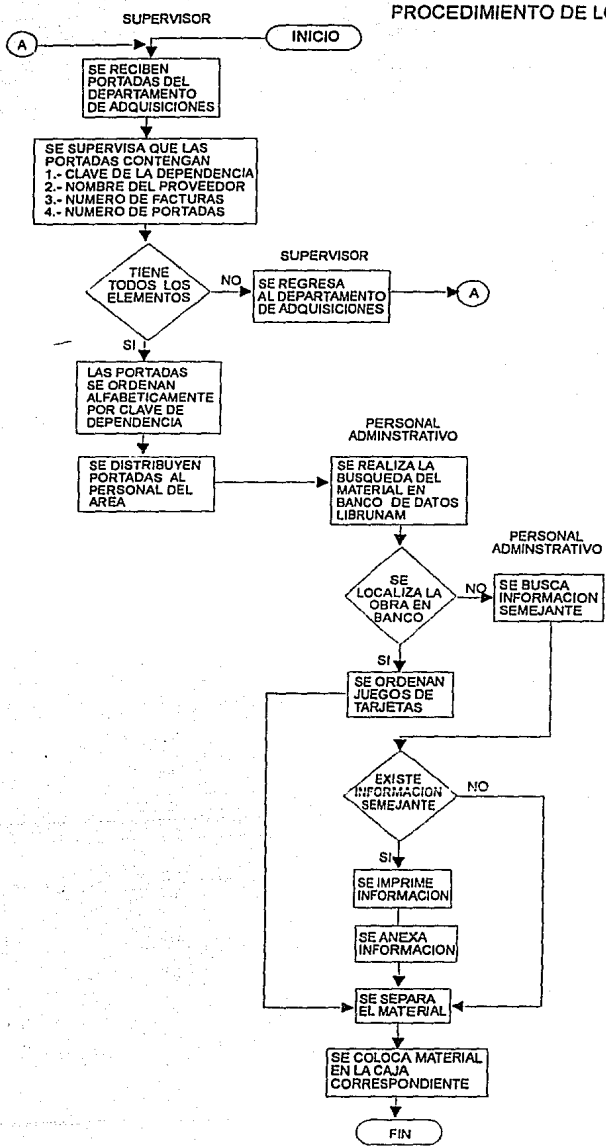 PROCEDIMIENTO DE LO
SUPERVISOR
A
INICIO
SE RECIBEN
PORTADAS DEL
DEPARTAMENTO
DE ADQUISICIONES
SE SUPERVISA QUE LAS
PORTADAS CONTENGAN
1.- CLAVE DE LA DEPENDENCIA
2.- NOMBRE DEL PROVEEDOR
3.- NUMERO DE FACTURAS
4.- NUMERO DE PORTADAS
TIENE
TODOS LOS
ELEMENTOS
NO
SUPERVISOR
SE REGRESA
AL DEPARTAMENTO
DE ADQUISICIONES
A
SI
LAS PORTADAS
SE ORDENAN
ALFABETICAMENTE
POR CLAVE DE
DEPENDENCIA
SE DISTRIBUYEN
PORTADAS AL
PERSONAL DEL
AREA
PERSONAL
ADMINSTRATIVO
SE REALIZA LA
BUSQUEDA DEL
MATERIAL EN
BANCO DE DATOS
LIBRUNAM
SE
LOCALIZA LA
OBRA EN
BANCO
NO
PERSONAL
ADMINSTRATIVO
SE BUSCA
INFORMACION
SEMEJANTE
SI
SE ORDENAN
JUEGOS DE
TARJETAS
EXISTE
INFORMACION
SEMEJANTE
NO
SI
SE IMPRIME
INFORMACION
SE ANEXA
INFORMACION
SE SEPARA
EL MATERIAL
SE COLOCA MATERIAL
EN LA CAJA
CORRESPONDIENTE
FIN